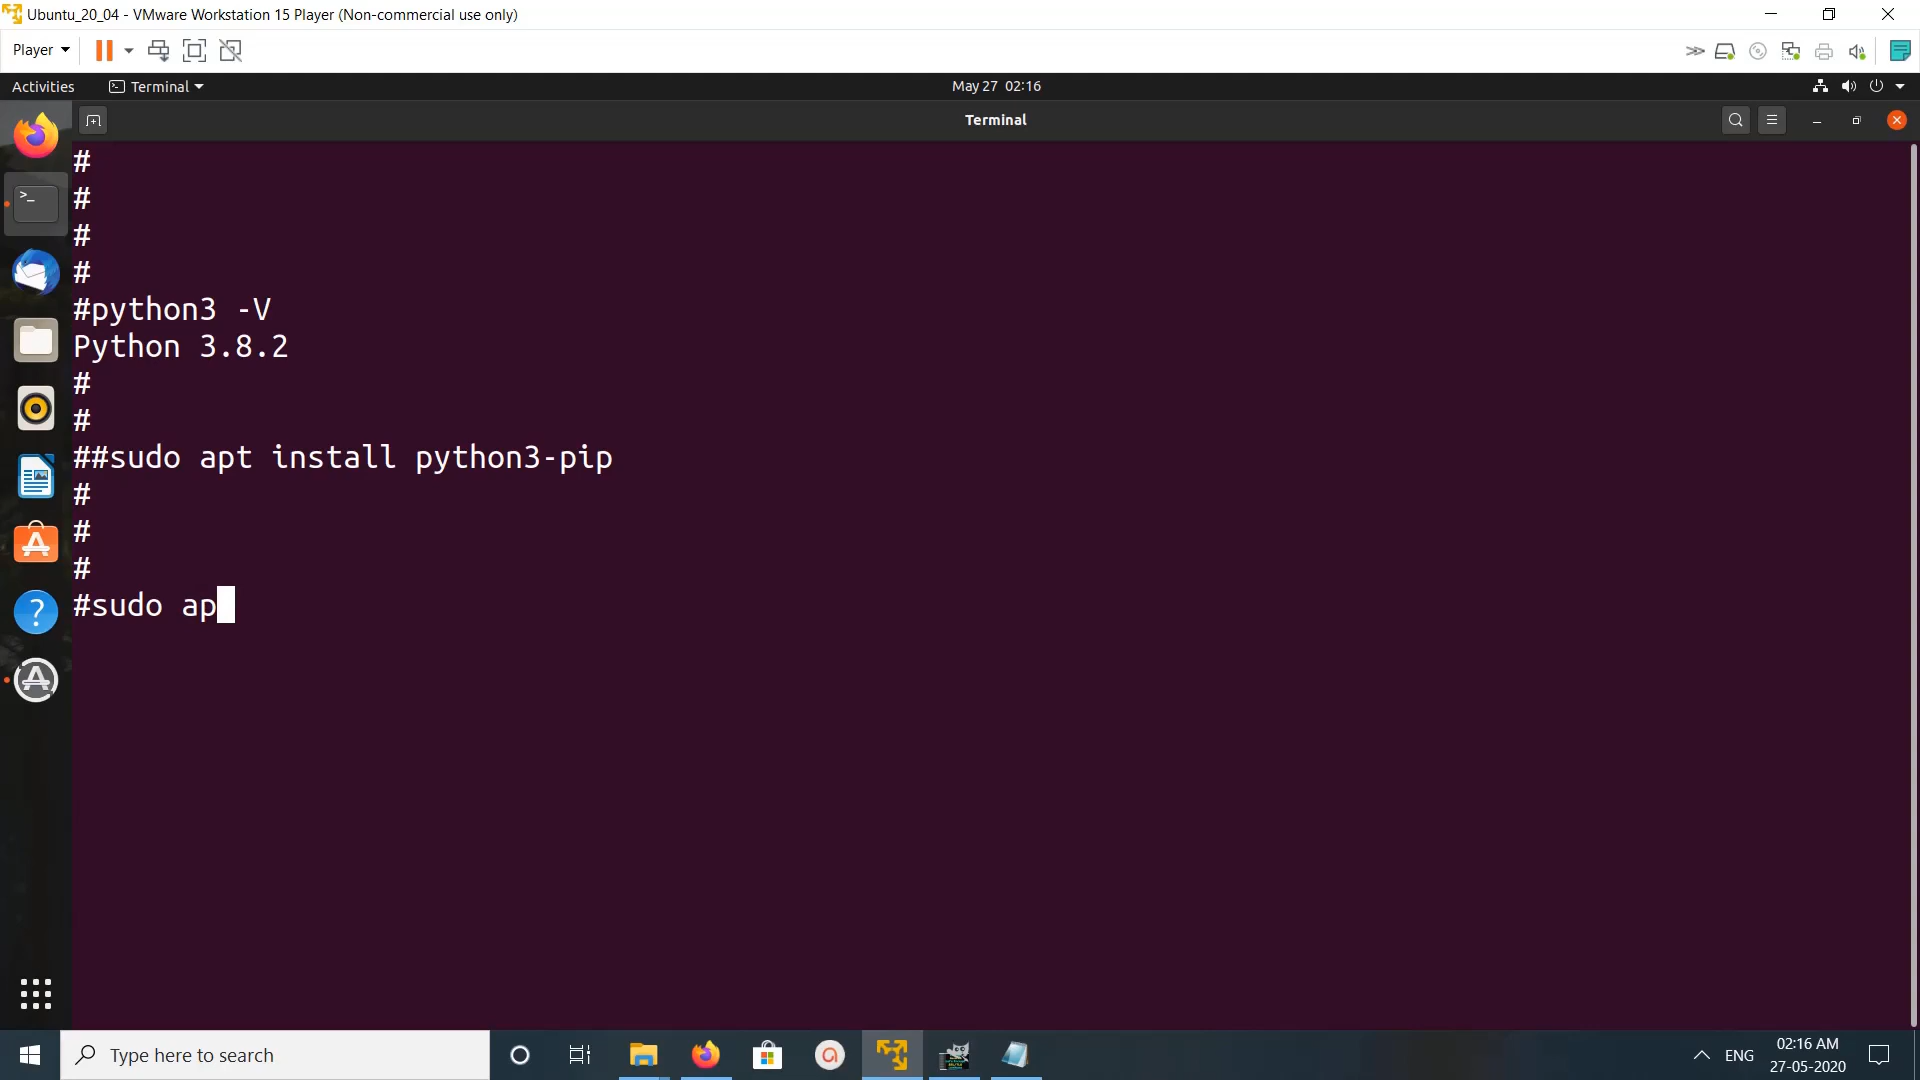 Ubuntu_20_04 - VMware Workstation 15 Player (Non-commercial use only)
Player
Activities
Terminal
May 27 02:16
Terminal
#
#
#
#
#python3 -V
Python 3.8.2
#
#
##sudo apt install python3-pip
#
#
#
#sudo ap
Type here to search
ENG
02:16 AM
27-05-2020